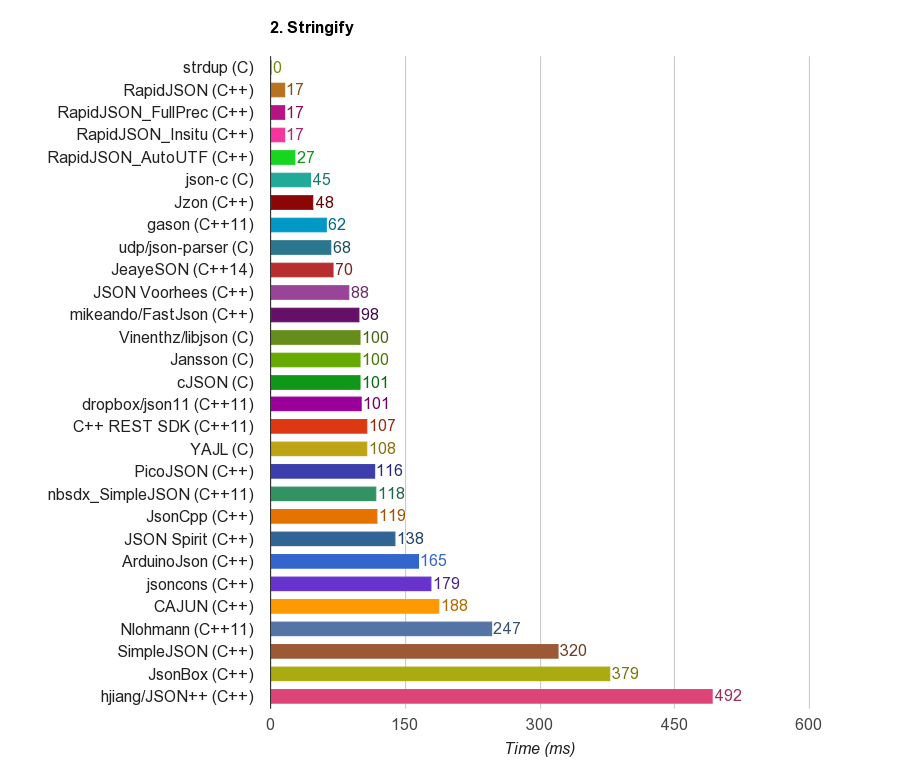 2. Stringify
strdup (C) 0
RapidJSON (C++) 17
RapidJSON_FullPrec (C++) 17
RapidJSON_Insitu (C++) 17
RapidJSON_AutoUTF (C++) 27
json-c (C) 45
Jzon (C++) 48
gason (C++11) 62
udp/json-parser (C) 68
JeayeSON (C++14) 70
JSON Voorhees (C++) 88
mikeando/FastJson (C++) 98
Vinenthz/libjson (C) 100
Jansson (C) 100
cJSON (C) 101
dropbox/json11 (C++11) 101
C++ REST SDK (C++11) 107
YAJL (C) 108
PicoJSON (C++) 116
nbsdx_SimpleJSON (C++11) 118
JsonCpp (C++) 119
JSON Spirit (C++) 138
ArduinoJson (C++) 165
jsoncons (C++) 179
CAJUN (C++) 188
Nlohmann (C++11) 247
SimpleJSON (C++) 320
JsonBox (C++) 379
hjiang/JSON++ (C++) 492
0 150 300 450 600
Time (ms)